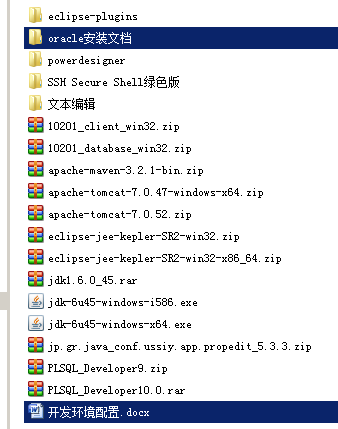 eclipse-plugins
oracle安装文档
powerdesigner
SSH Secure Shell绿色版
文本编辑
10201_client_win32.zip
10201_database_win32.zip
apache-maven-3.2.1-bin.zip
apache-tomcat-7.0.47-windows-x64.zip
apache-tomcat-7.0.52.zip
eclipse-jee-kepler-SR2-win32.zip
eclipse-jee-kepler-SR2-win32-x86_64.zip
jdk1.6.0_45.rar
jdk-6u45-windows-i586.exe
jdk-6u45-windows-x64.exe
jp.gr.java_conf.ussiy.app.propedit_5.3.3.zip
PLSQL_Developer9.zip
PLSQL_Developer10.0.rar
开发环境配置.docx